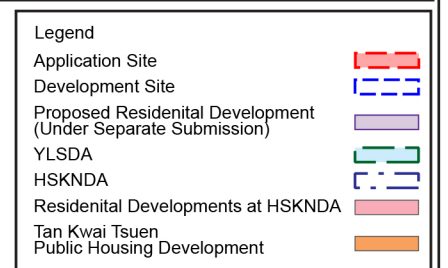 Legend
Application Site
Development Site
Proposed Residenital Development
(Under Separate Submission)
YLSDA
HSKNDA
Residenital Developments at HSKNDA
Tan Kwai Tsuen
Public Housing Development